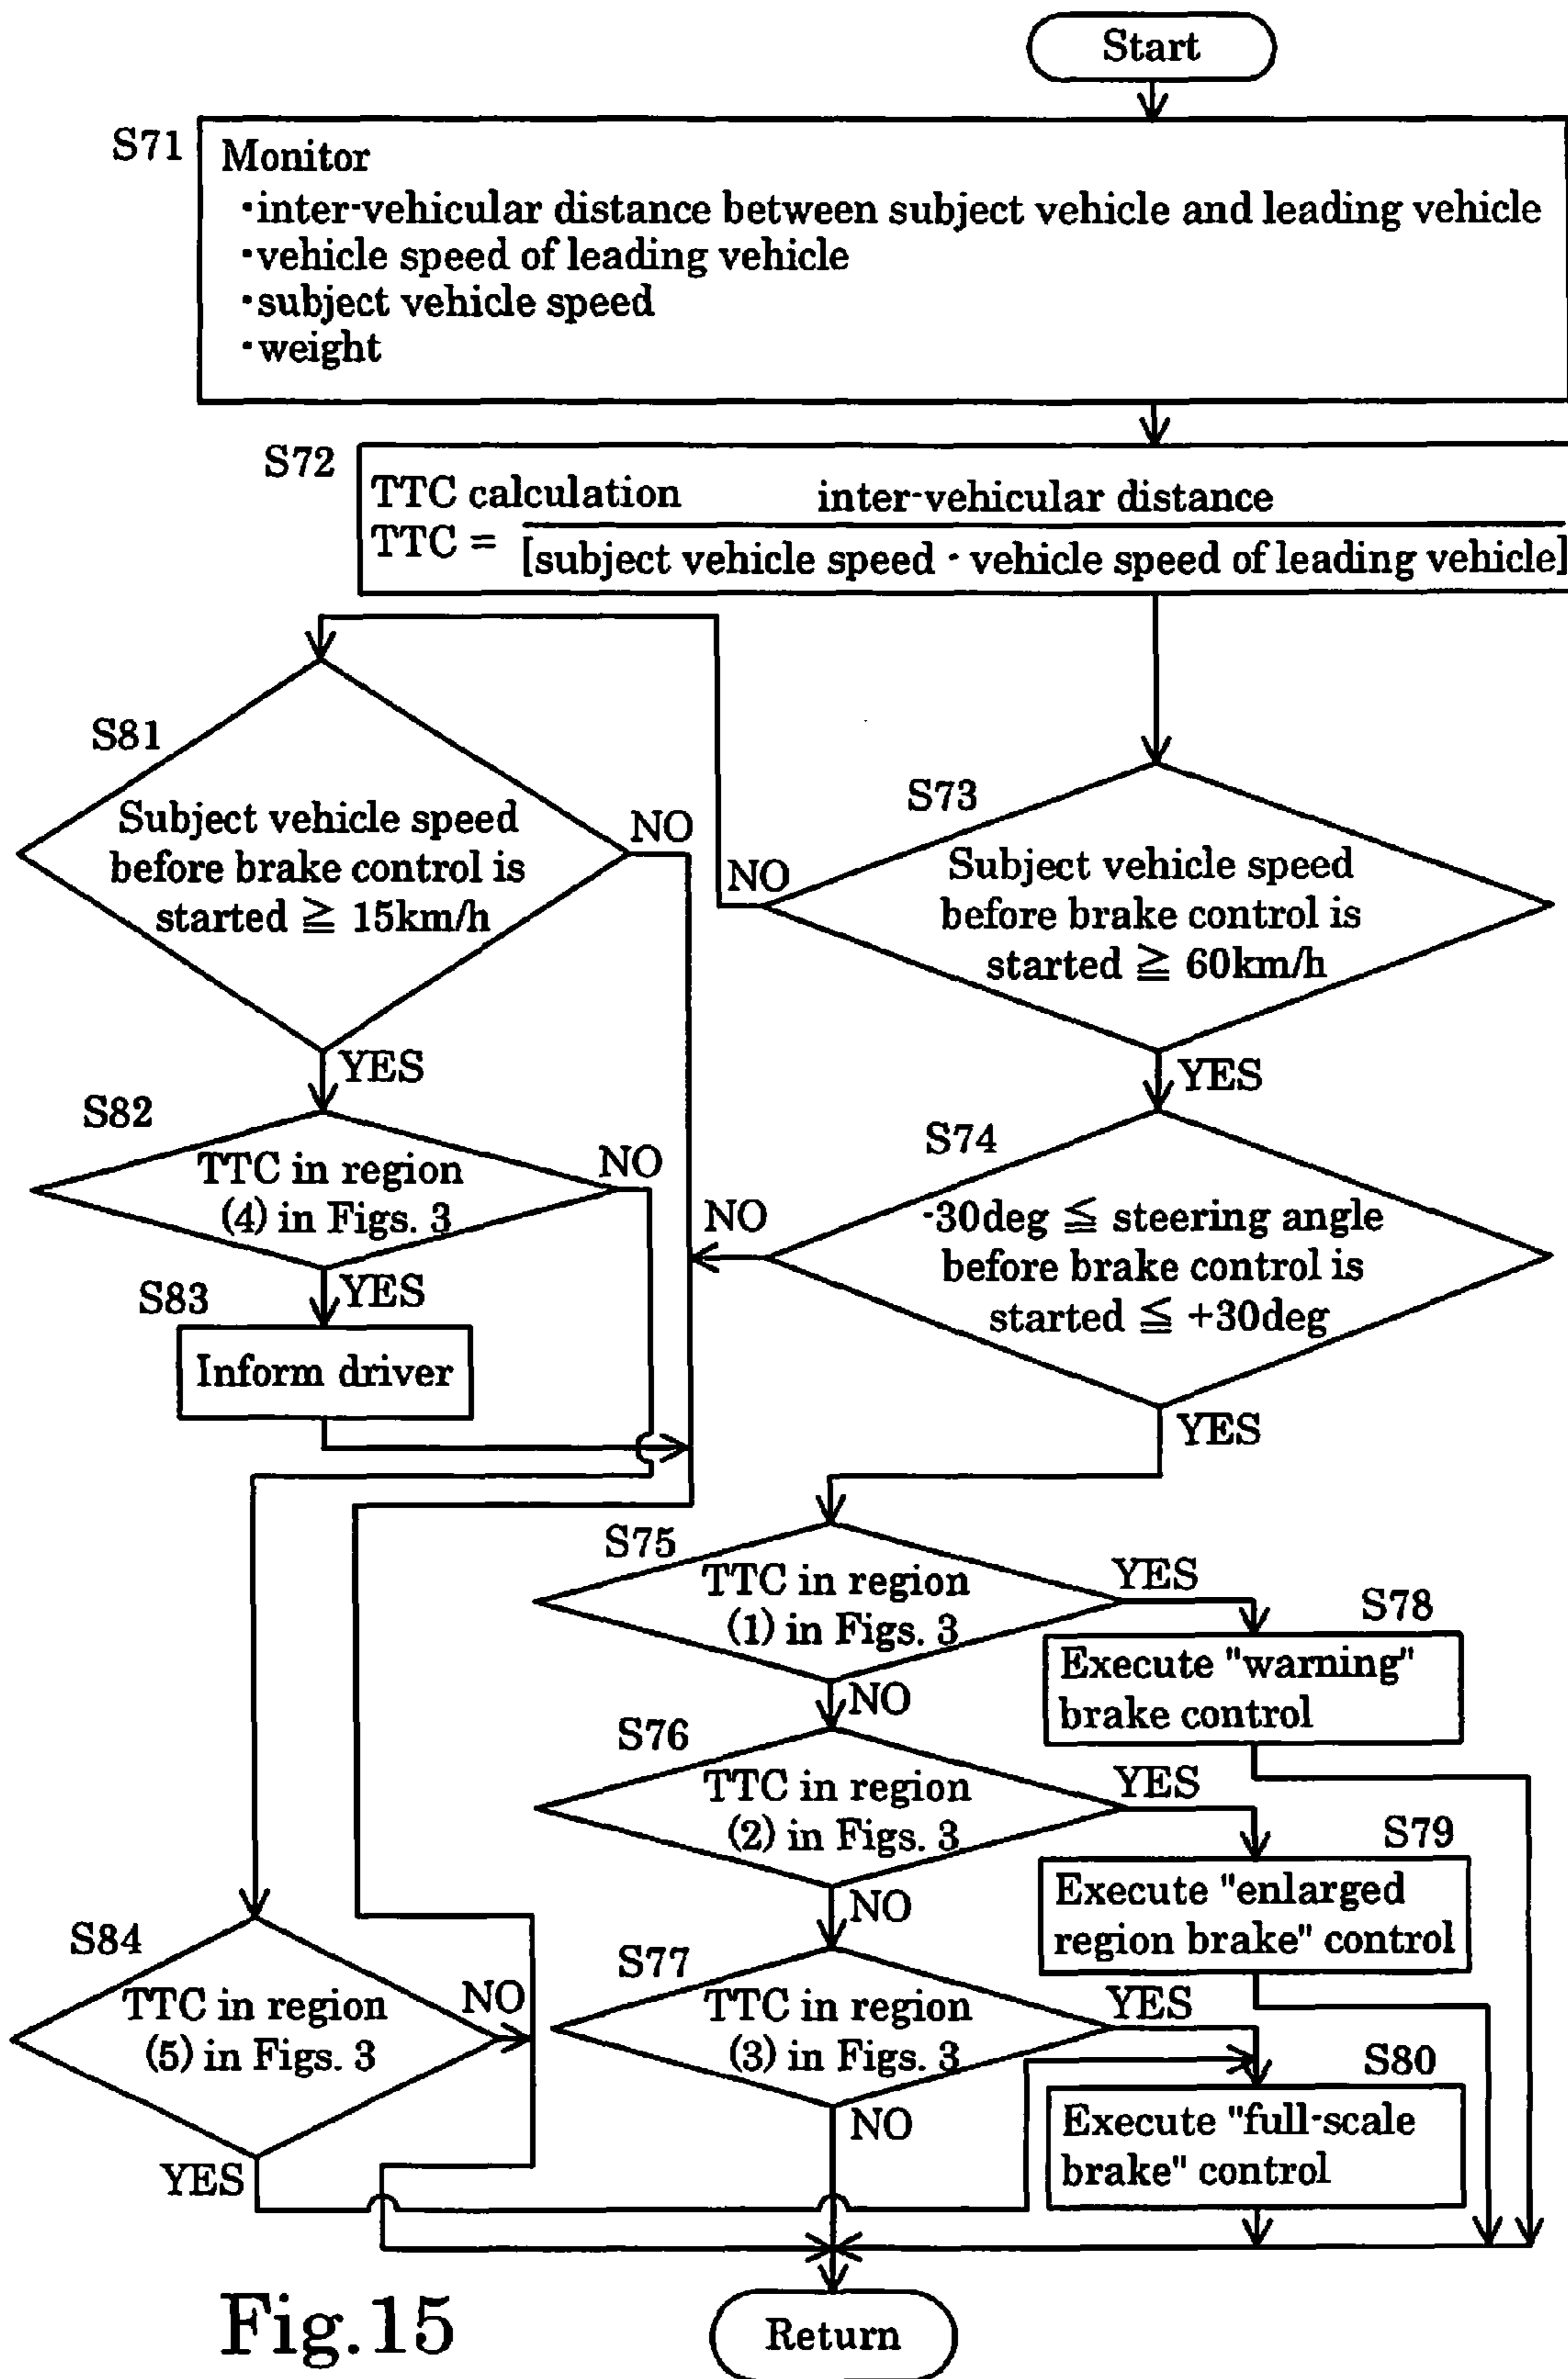 Start
S71
Monitor
·inter-vehicular distance between subject vehicle and leading vehicle
·vehicle speed of leading vehicle
·subject vehicle speed
·weight
S72
TTC calculation
inter-vehicular distance
TTC =
[subject vehicle speed - vehicle speed of leading vehicle]
S73
Subject vehicle speed
before brake control is
started ≧ 60km/h
NO
YES
S81
Subject vehicle speed
before brake control is
started ≧ 15km/h
NO
YES
S82
TTC in region
(4) in Figs. 3
NO
YES
S83
Inform driver
S74
-30deg ≦ steering angle
before brake control is
started ≦ +30deg
NO
YES
S75
TTC in region
(1) in Figs. 3
YES
NO
S78
Execute "warning"
brake control
S76
TTC in region
(2) in Figs. 3
YES
NO
S79
Execute "enlarged
region brake" control
S77
TTC in region
(3) in Figs. 3
YES
NO
S80
Execute "full-scale
brake" control
S84
TTC in region
(5) in Figs. 3
NO
YES
Return
Fig.15